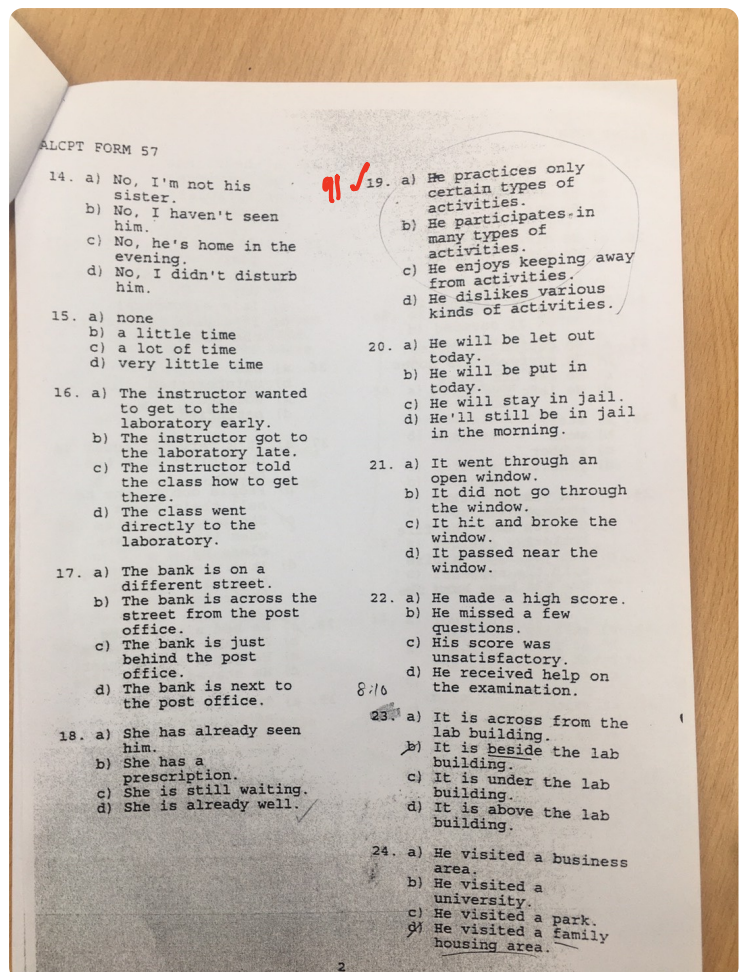 ALCPT FORM 57
14. a) No, I'm not his
sister.
b) No, I haven't seen
him.
c) No, he's home in the
evening.
d) No, I didn't disturb
him.
15. a) none
b) a little time
c) a lot of time
d) very little time
16. a) The instructor wanted
to get to the
laboratory early.
b) The instructor got to
the laboratory late.
c) The instructor told
the class how to get
there.
d) The class went
directly to the
laboratory.
17. a) The bank is on a
different street.
b) The bank is across the
street from the post
office.
c) The bank is just
behind the post
office.
d) The bank is next to
the post office.
18. a) She has already seen
him.
b) She has a
prescription.
c) She is still waiting.
d) She is already well.
19. a) He practices only
certain types of
activities.
b) He participates in
many types of
activities.
c) He enjoys keeping away
from activities.
d) He dislikes various
kinds of activities.
20. a) He will be let out
today.
b) He will be put in
today.
c) He will stay in jail.
d) He'll still be in jail
in the morning.
21. a) It went through an
open window.
b) It did not go through
the window.
c) It hit and broke the
window.
d) It passed near the
window.
22. a) He made a high score.
b) He missed a few
questions.
c) His score was
unsatisfactory.
d) He received help on
the examination.
8:10
23. a) It is across from the
lab building.
b) It is beside the lab
building.
c) It is under the lab
building.
d) It is above the lab
building.
24. a) He visited a business
area.
b) He visited a
university.
c) He visited a park.
d) He visited a family
housing area.
2